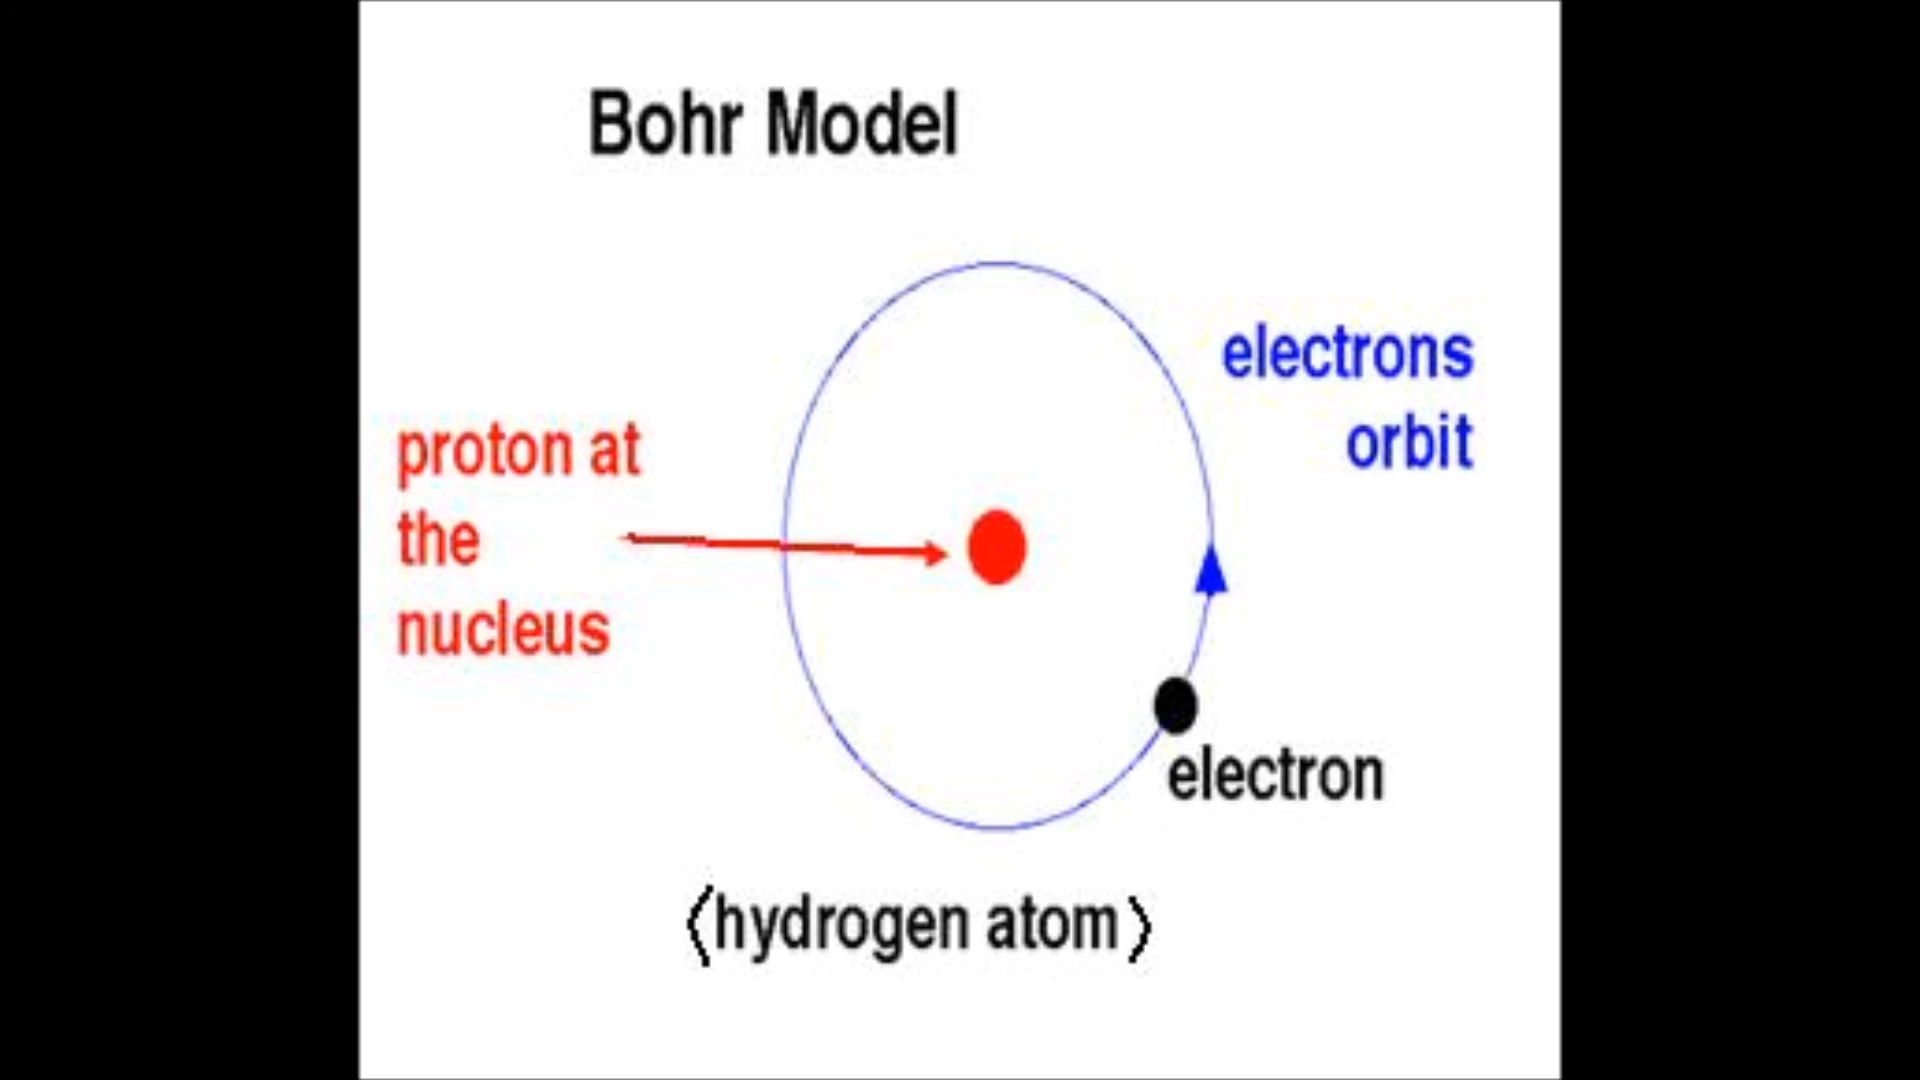 Bohr Model
electrons
orbit
proton at
the
nucleus
electron
⟨hydrogen atom⟩